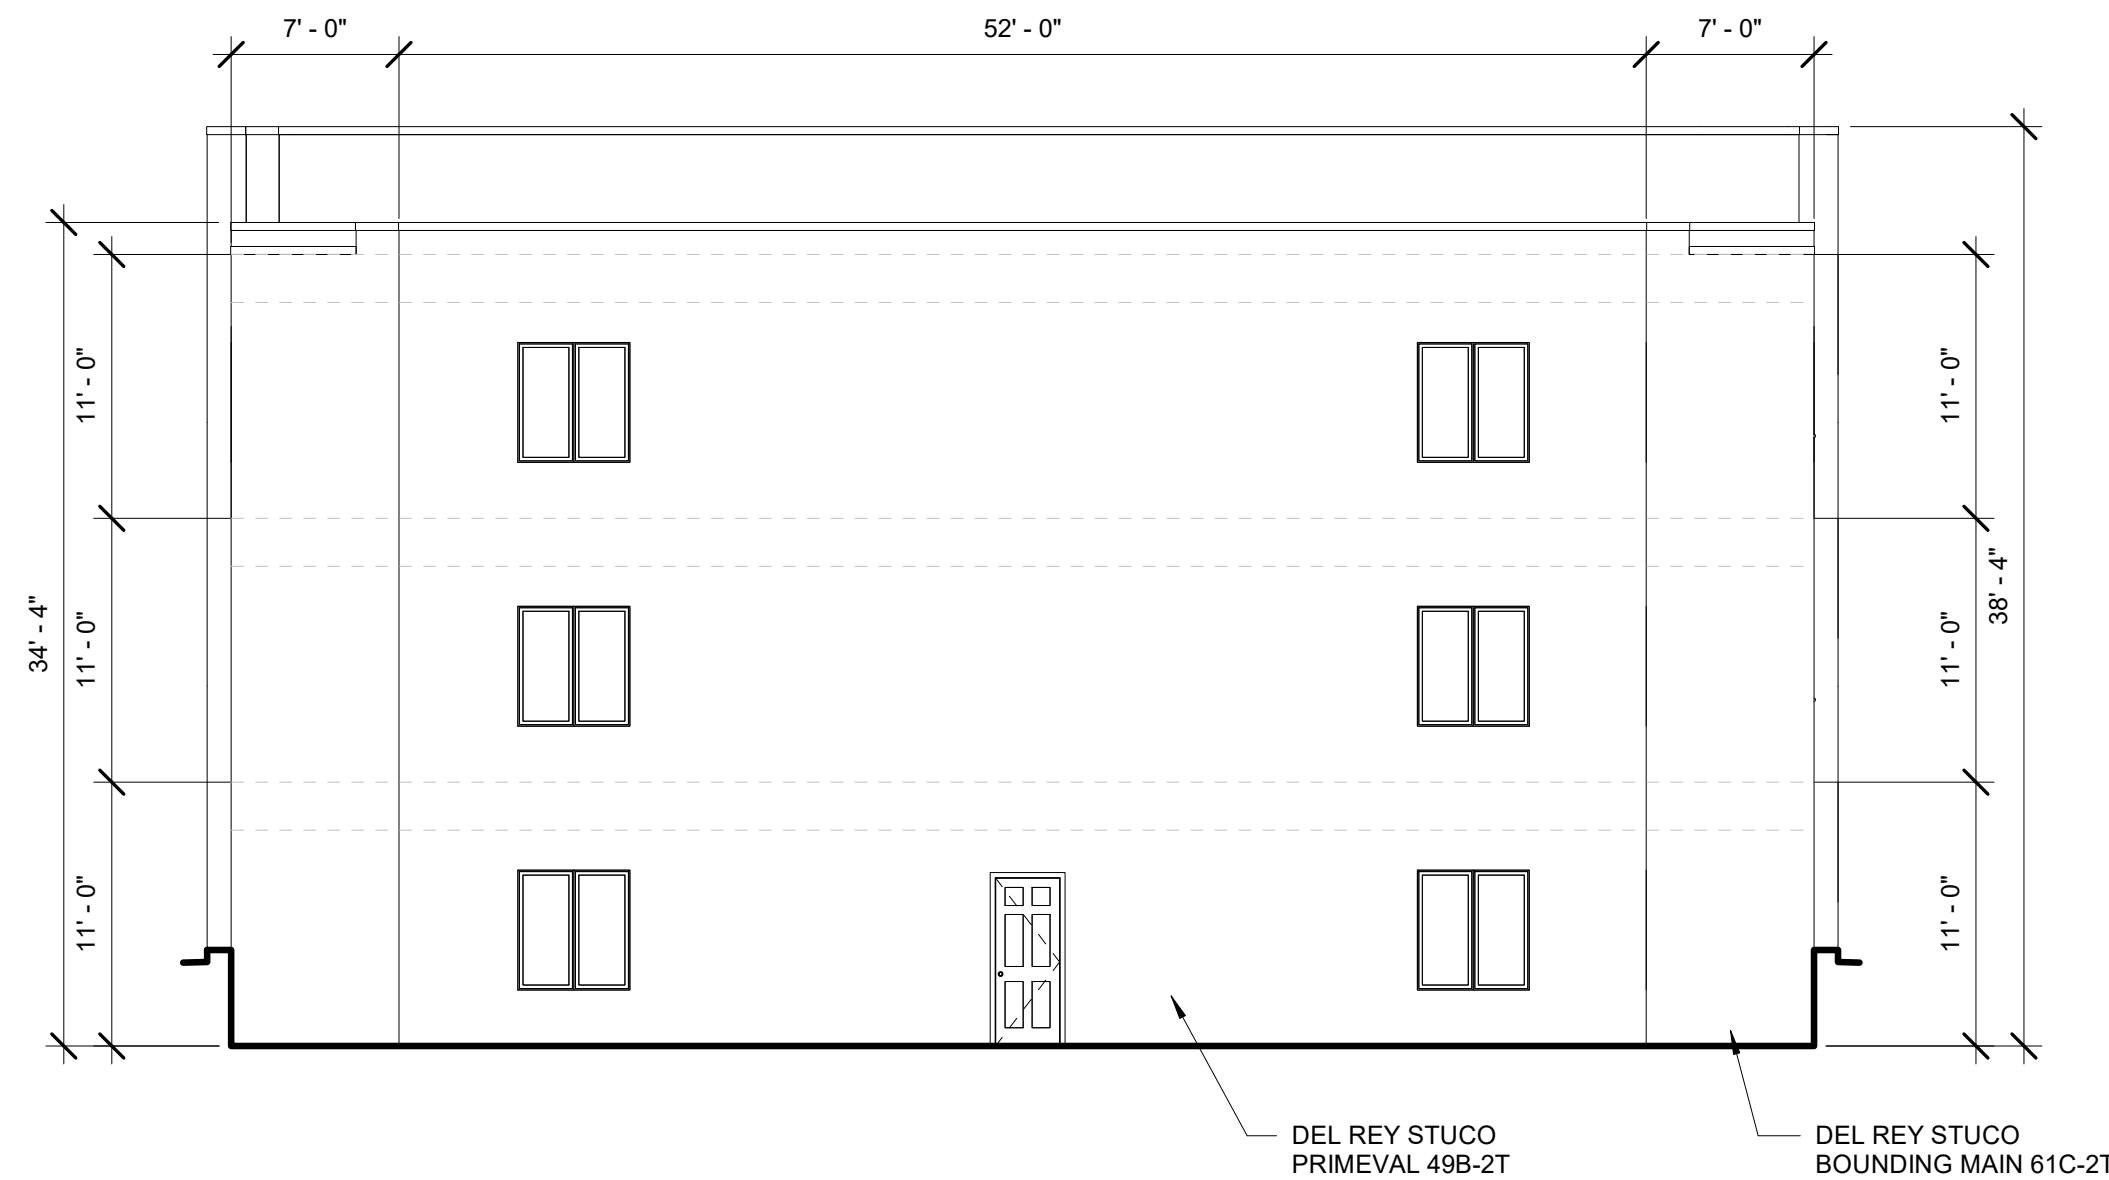 7' - 0"
52' - 0"
7' - 0"
11' - 0"
11' - 0"
34' - 4"
11' - 0"
11' - 0"
38' - 4"
11' - 0"
11' - 0"
11' - 0"
DEL REY STUCO
PRIMEVAL 49B-2T
DEL REY STUCO
BOUNDING MAIN 61C-2T